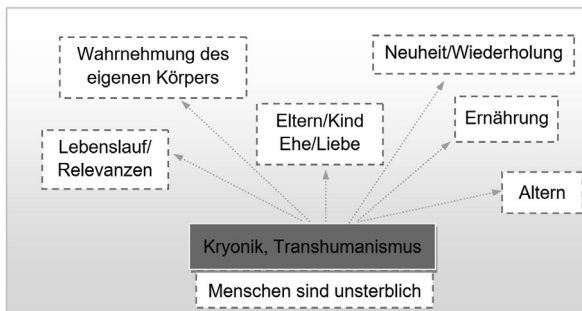 Wahrnehmung des
eigenen Körpers
Neuheit/Wiederholung
Eltern/Kind
Ehe/Liebe
Ernährung
Lebenslauf/
Relevanzen
Altern
Kryonik, Transhumanismus
Menschen sind unsterblich